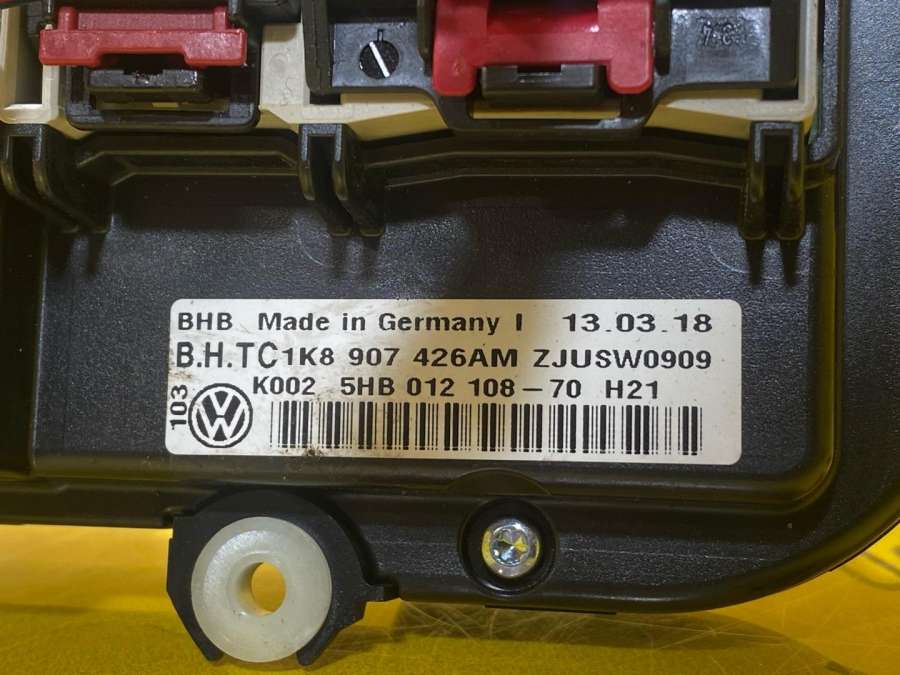 BHB Made in Germany I 13.03.18
B.H.TC 1K8 907 426AM ZJUSW0909
K002 5HB 012 108-70 H21
103